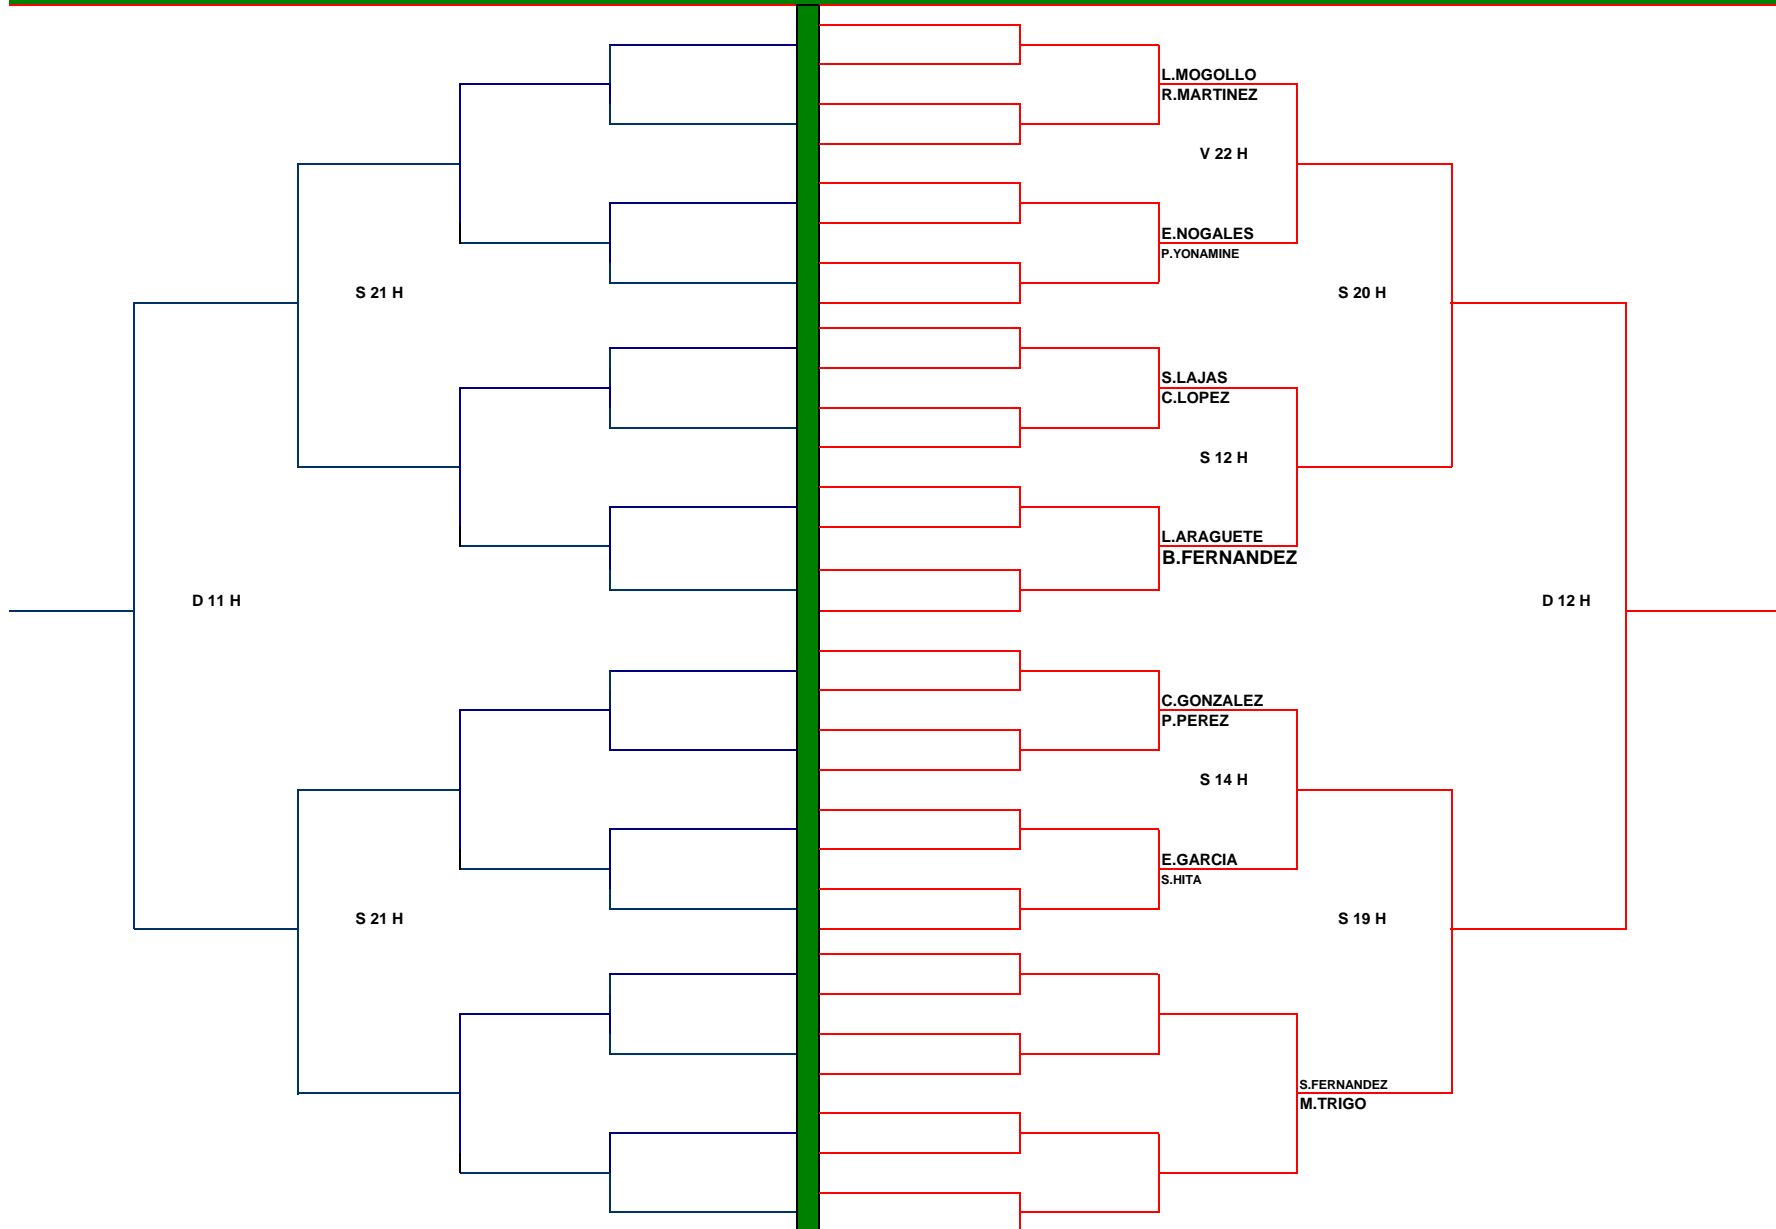 L.MOGOLLO
R.MARTINEZ
V 22 H
E.NOGALES
P.YONAMINE
S 21 H
S 20 H
S.LAJAS
C.LOPEZ
S 12 H
L.ARAGUETE
B.FERNANDEZ
D 11 H
D 12 H
C.GONZALEZ
P.PEREZ
S 14 H
E.GARCIA
S.HITA
S 21 H
S 19 H
S.FERNANDEZ
M.TRIGO